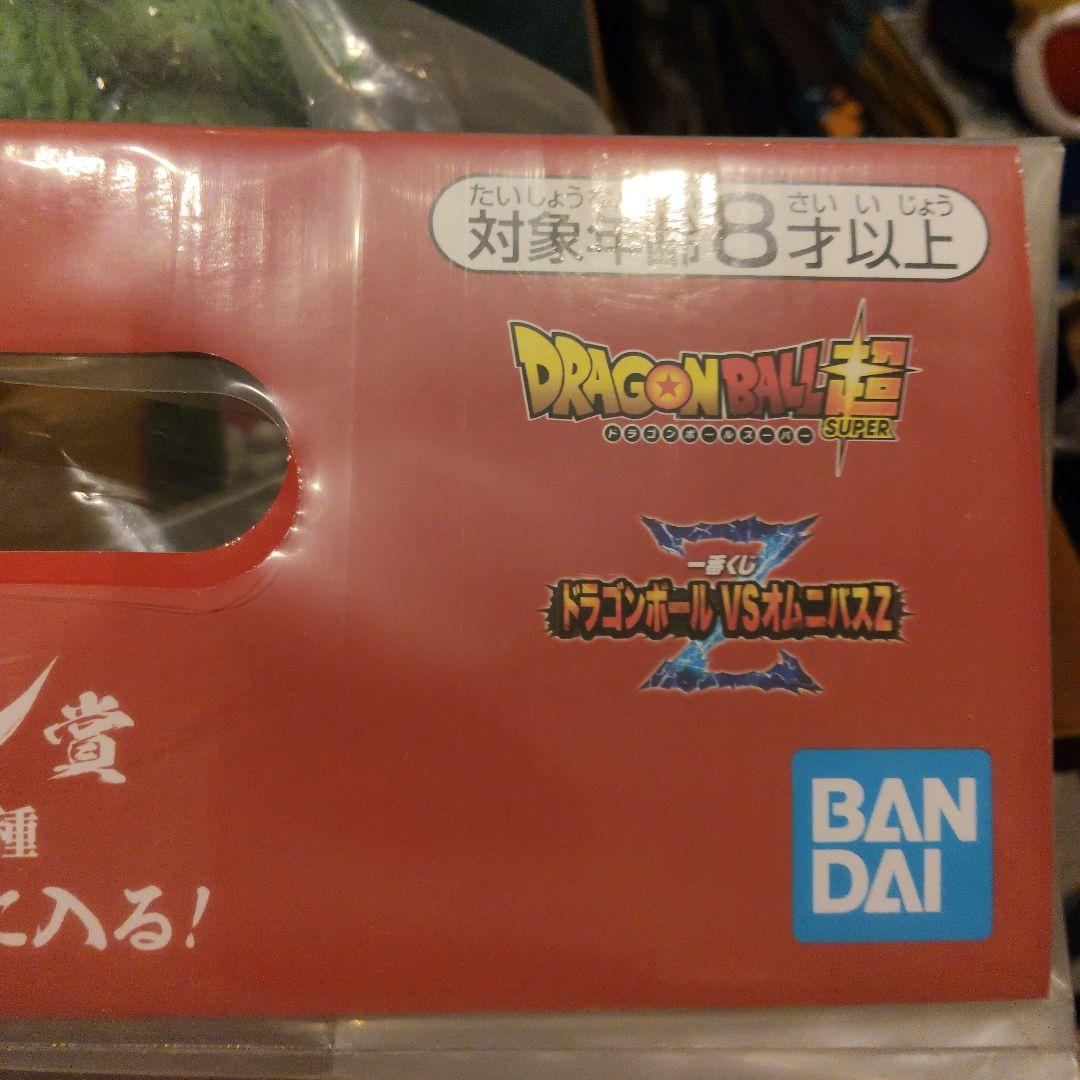 たいしょう さい い じょう
対象年齢8才以上
DRAGON BALL超
SUPER
ドラゴンボールスーパー
一番くじ
ドラゴンボール VSオムニバスZ
賞
種
に入る!
BAN
DAI